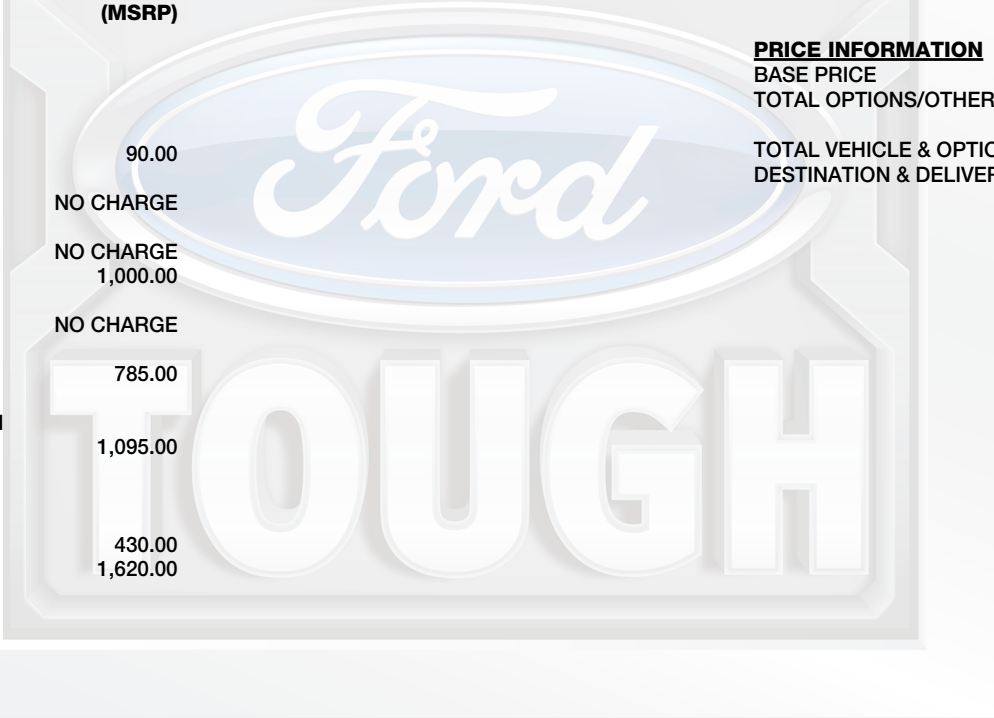 (MSRP)
90.00
NO CHARGE
NO CHARGE
1,000.00
NO CHARGE
785.00
1,095.00
430.00
1,620.00
PRICE INFORMATION
BASE PRICE
TOTAL OPTIONS/OTHER
TOTAL VEHICLE & OPTIO
DESTINATION & DELIVER
Ford
TOUGH